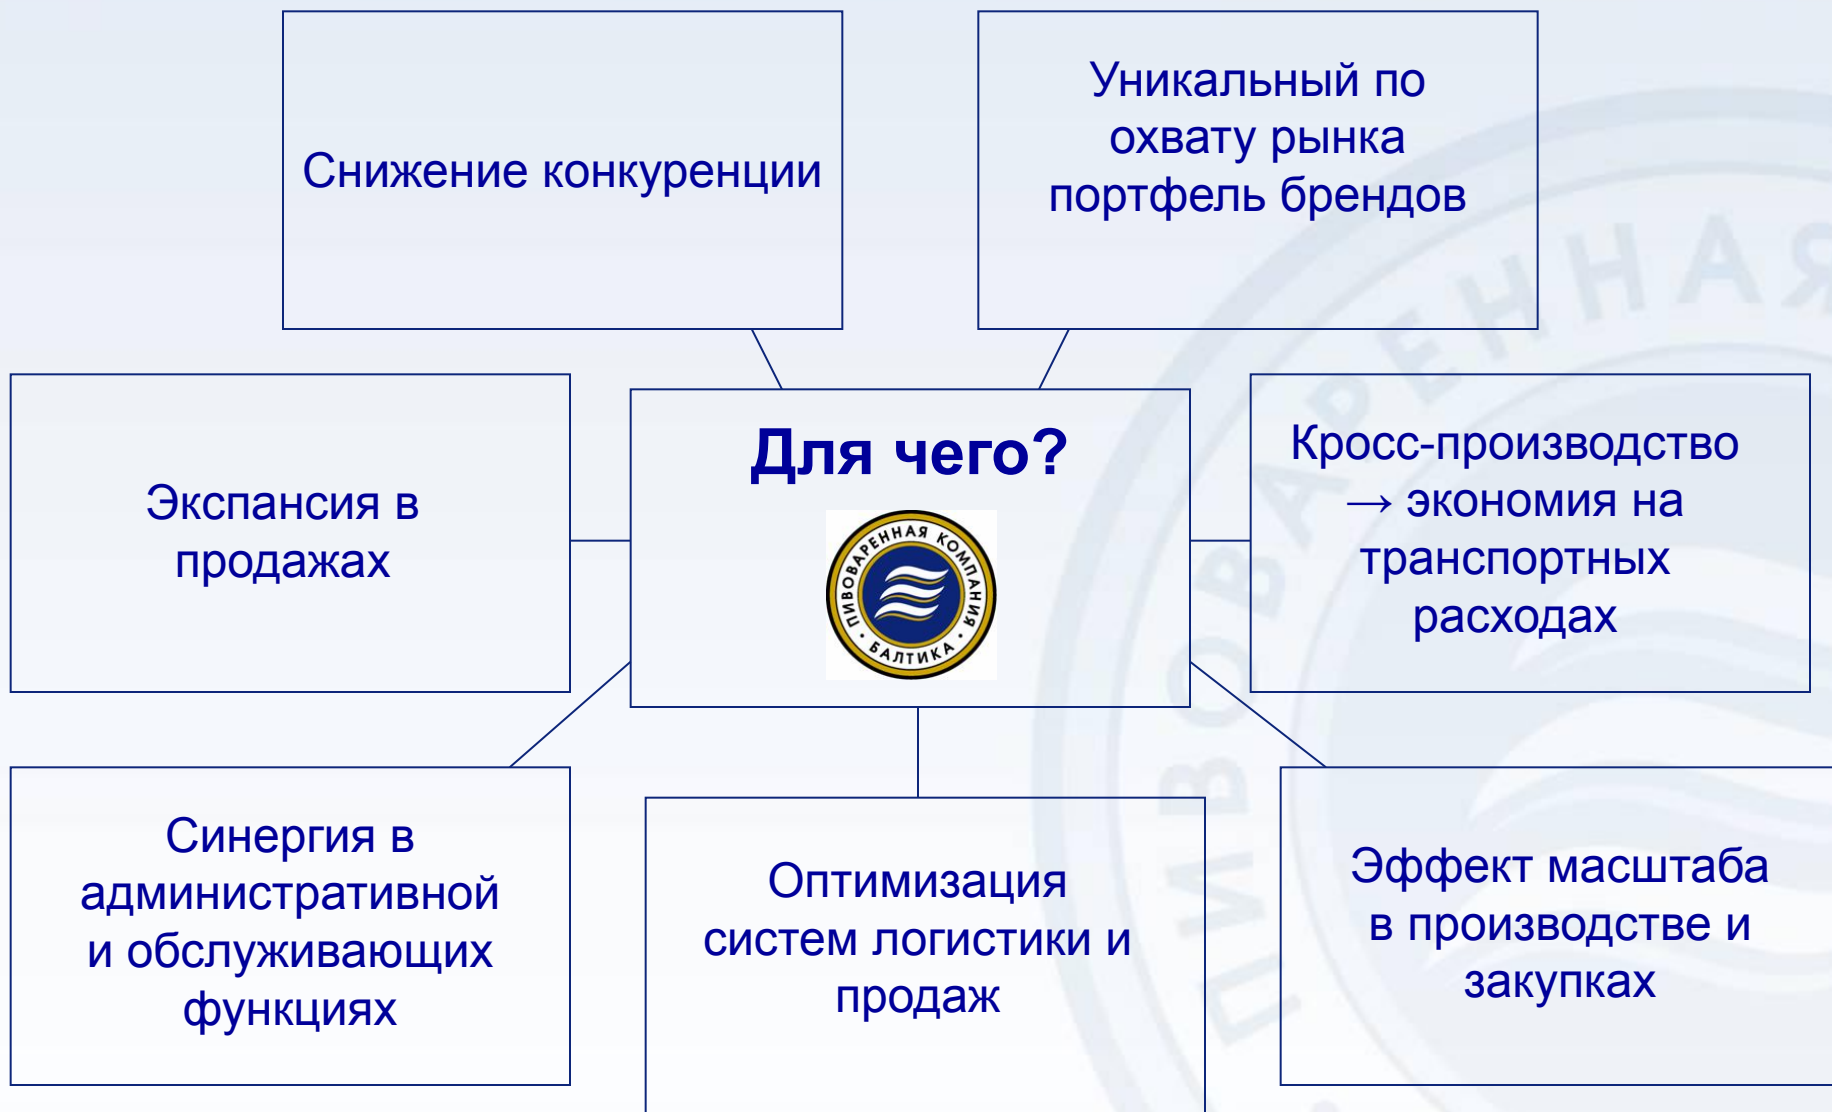 Снижение конкуренции
Уникальный по
охвату рынка
портфель брендов
Экспансия в
продажах
Для чего?
ПИВОВАРЕННАЯ КОМПАНИЯ
• БАЛТИКА •
Кросс-производство
→ экономия на
транспортных
расходах
Синергия в
административной
и обслуживающих
функциях
Оптимизация
систем логистики и
продаж
Эффект масштаба
в производстве и
закупках
ПИВОВАРЕННАЯ